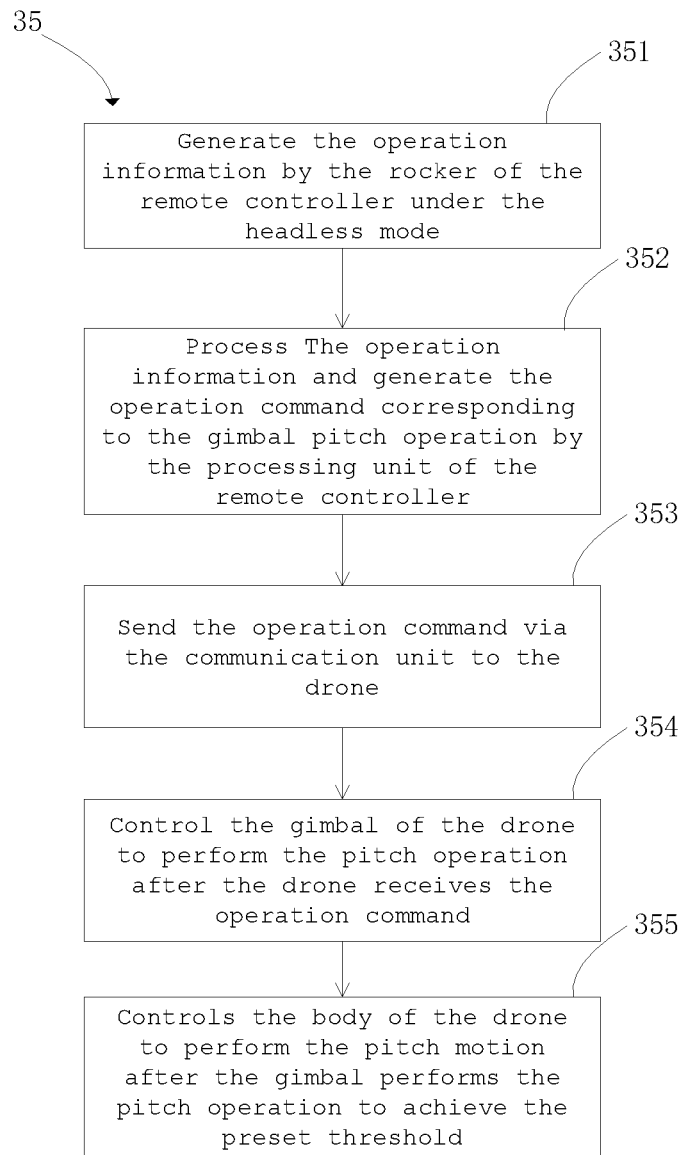 35
351
Generate the operation
information by the rocker of the
remote controller under the
headless mode
352
Process The operation
information and generate the
operation command corresponding
to the gimbal pitch operation by
the processing unit of the
remote controller
353
Send the operation command via
the communication unit to the
drone
354
Control the gimbal of the drone
to perform the pitch operation
after the drone receives the
operation command
355
Controls the body of the drone
to perform the pitch motion
after the gimbal performs the
pitch operation to achieve the
preset threshold